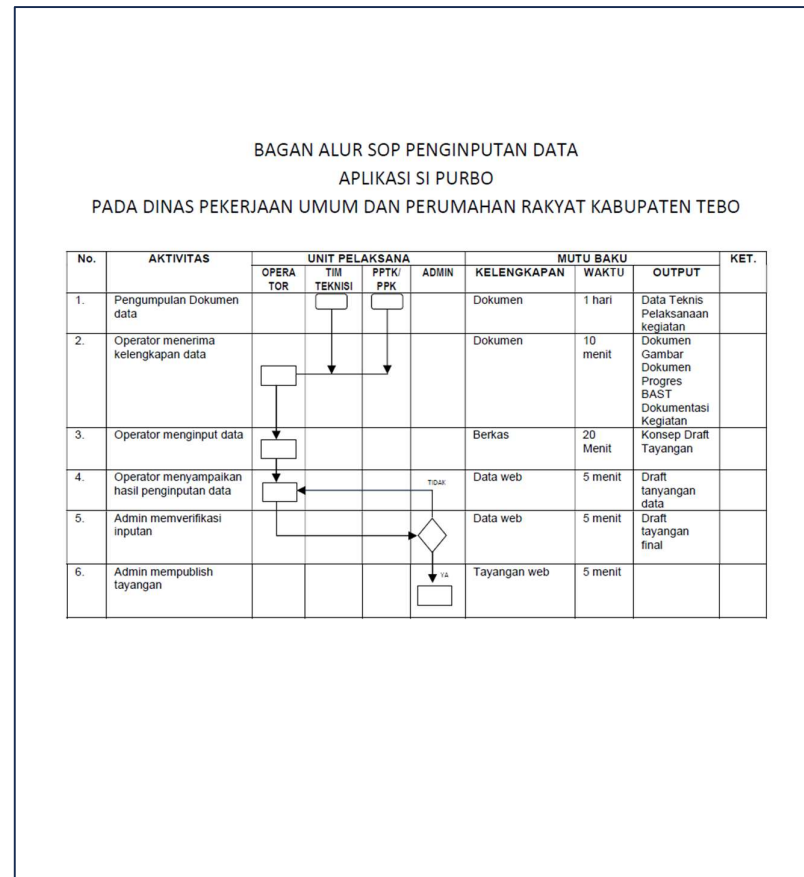 BAGAN ALUR SOP PENGINPUTAN DATA
APLIKASI SI PURBO
PADA DINAS PEKERJAAN UMUM DAN PERUMAHAN RAKYAT KABUPATEN TEBO
No. AKTIVITAS UNIT PELAKSANA MUTU BAKU KET.
OPERA TIM PPTK/ ADMIN KELENGKAPAN WAKTU OUTPUT
TOR TEKNISI PPK
1. Pengumpulan Dokumen Dokumen 1 hari Data Teknis
data Pelaksanaan
kegiatan
2. Operator menerima Dokumen 10 Dokumen
kelengkapan data menit Gambar
Dokumen
Progres
BAST
Dokumentasi
Kegiatan
3. Operator menginput data Berkas 20 Konsep Draft
Menit Tayangan
4. Operator menyampaikan Data web 5 menit Draft
hasil penginputan data TIDAK tanyangan
data
5. Admin memverifikasi Data web 5 menit Draft
inputan tayangan
final
6. Admin mempublish YA Tayangan web 5 menit
tayangan